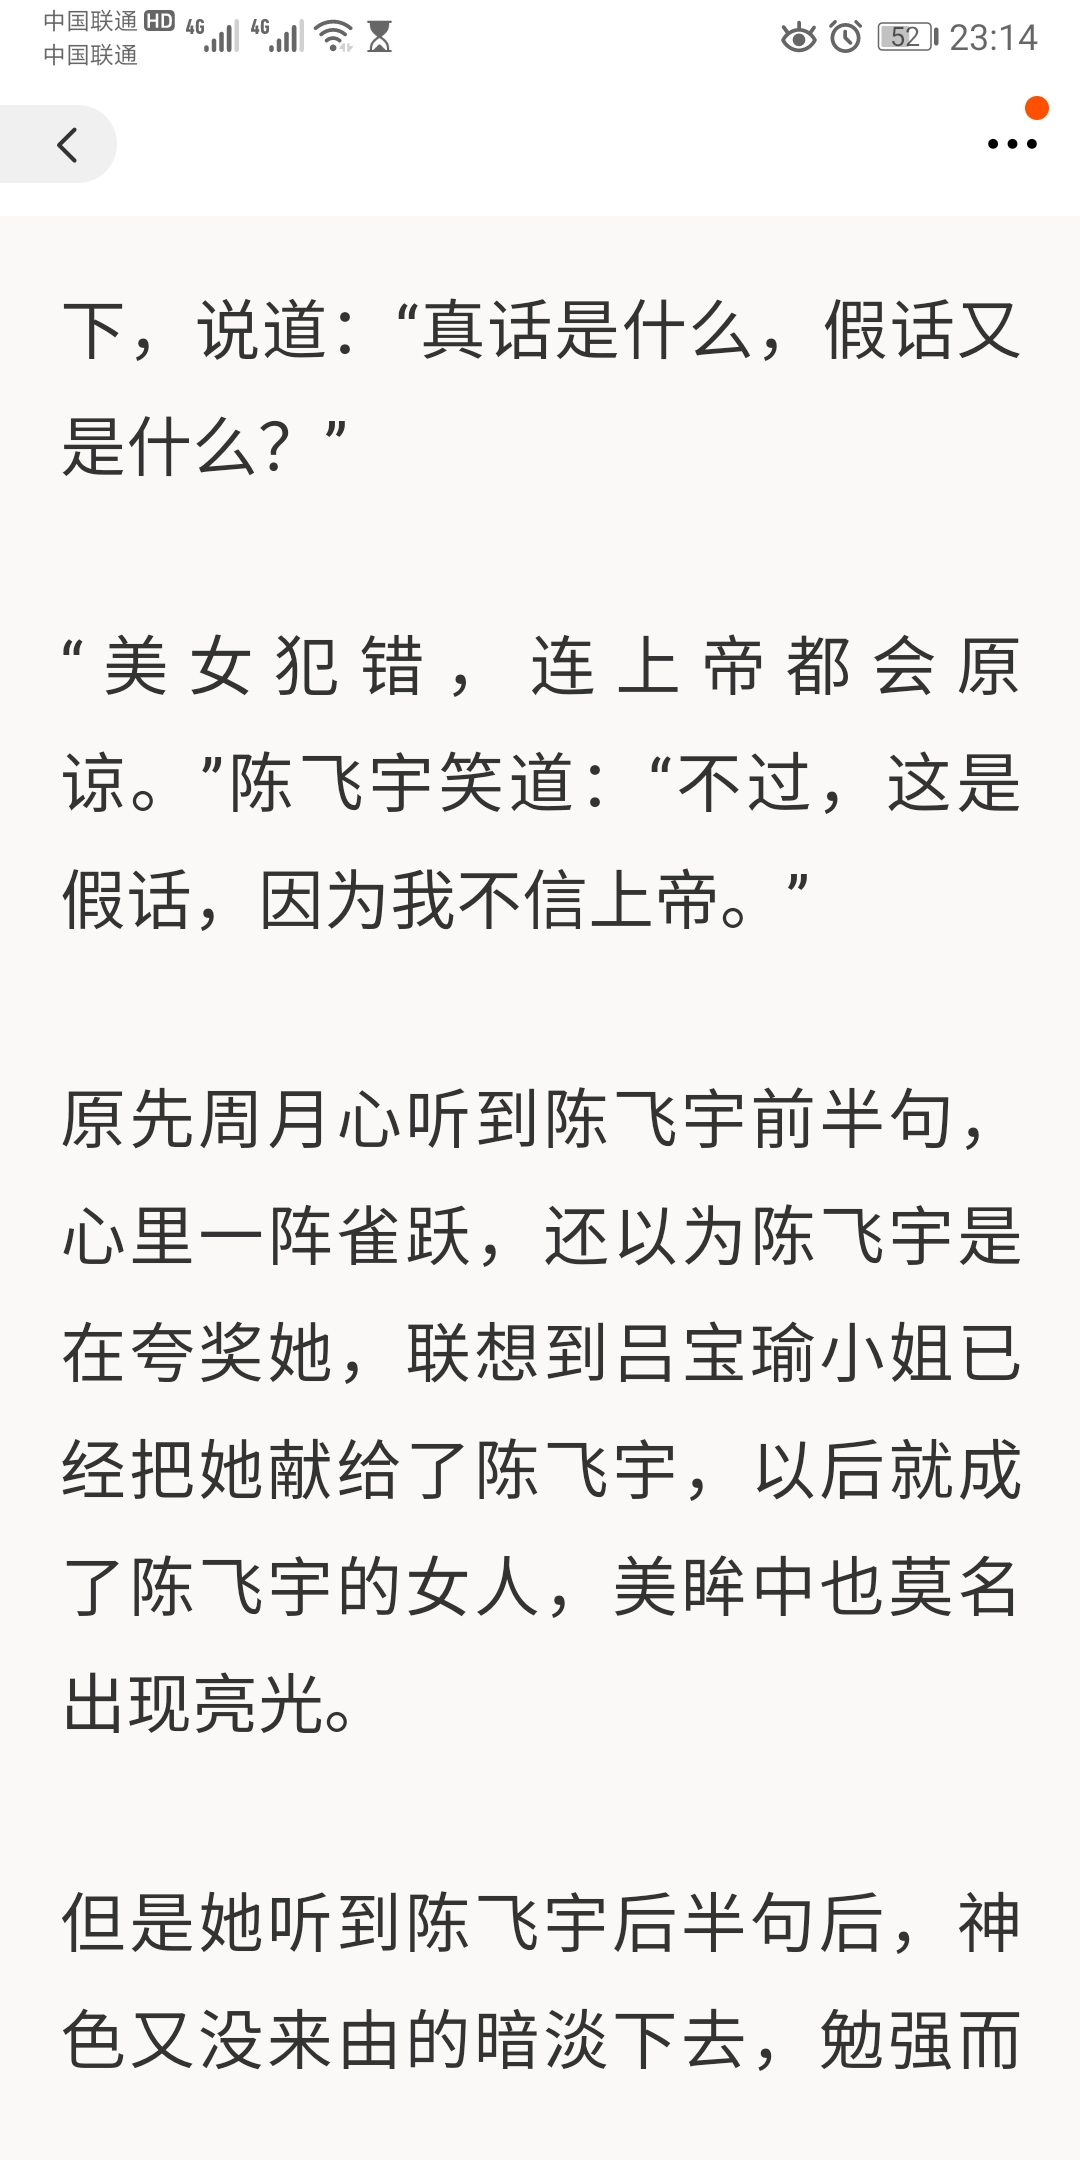 中国联通 HD 4G 4G 52 23:14
中国联通
下，说道：“真话是什么，假话又
是什么？”
“美女犯错，连上帝都会原
谅。”陈飞宇笑道：“不过，这是
假话，因为我不信上帝。”
原先周月心听到陈飞宇前半句，
心里一阵雀跃，还以为陈飞宇是
在夸奖她，联想到吕宝瑜小姐已
经把她献给了陈飞宇，以后就成
了陈飞宇的女人，美眸中也莫名
出现亮光。
但是她听到陈飞宇后半句后，神
色又没来由的暗淡下去，勉强而